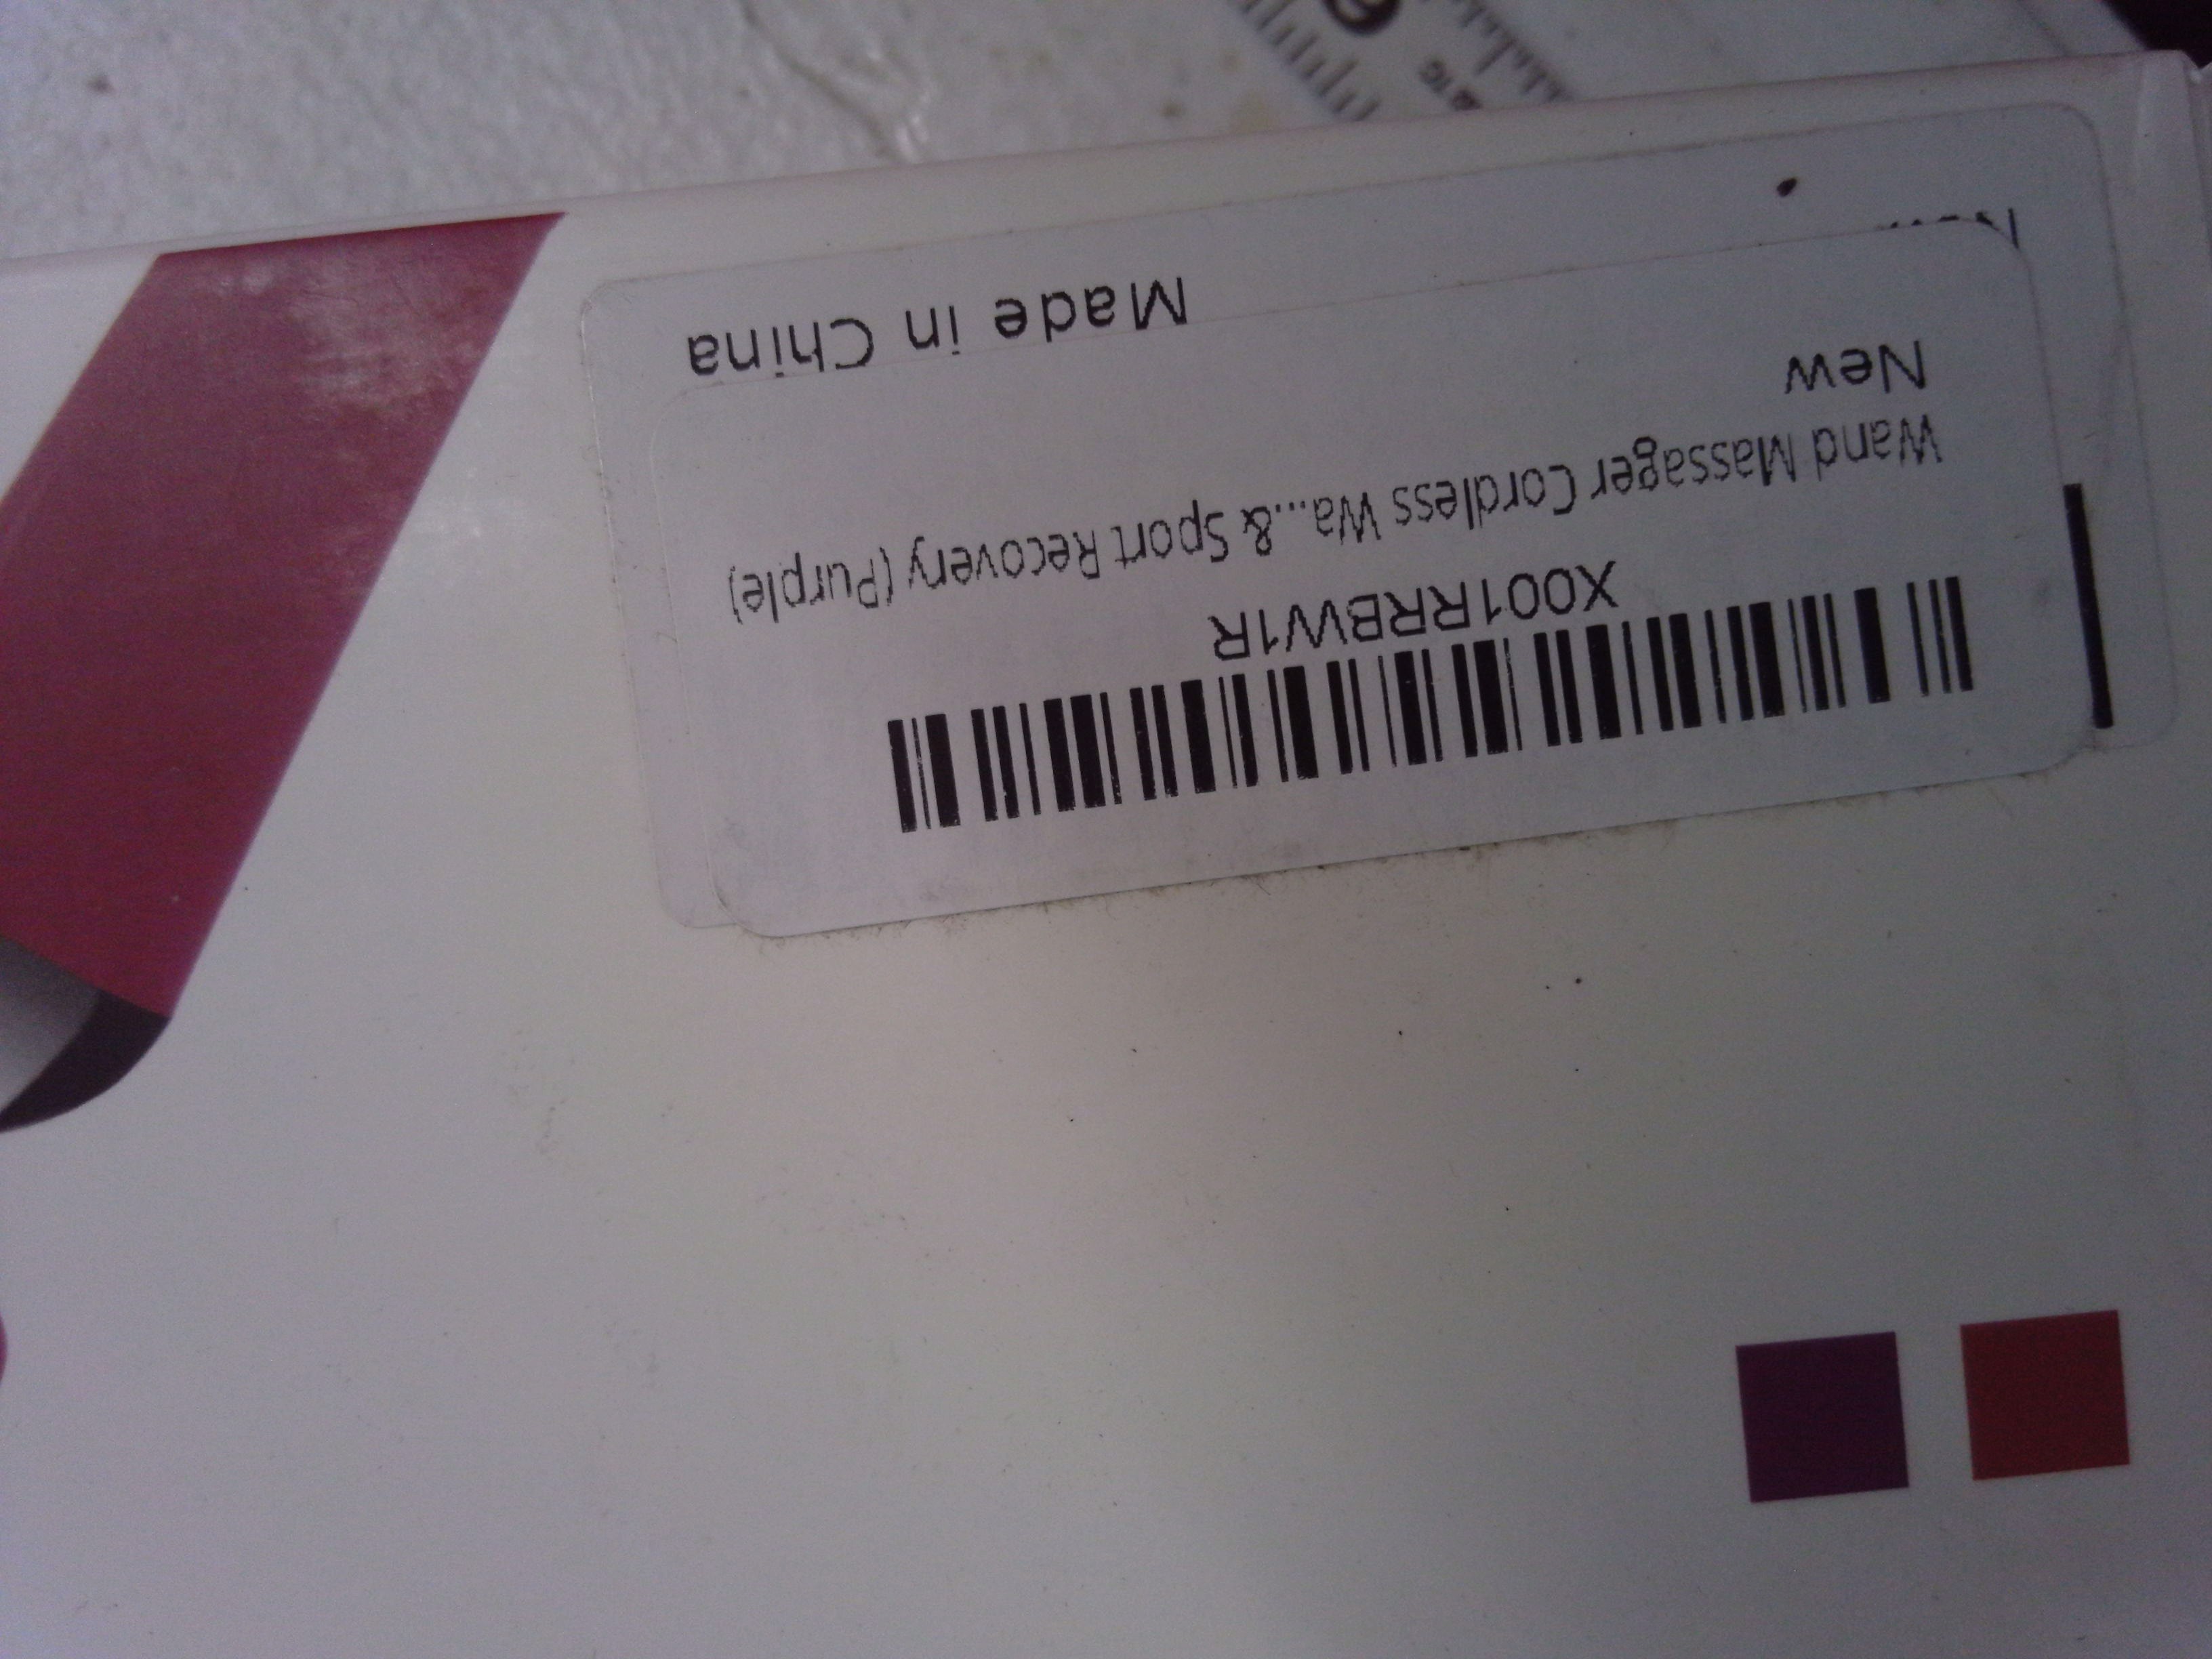 X001RRBW1R
Wand Massager Cordless Wa...& Sport Recovery (Purple)
New
Made in China